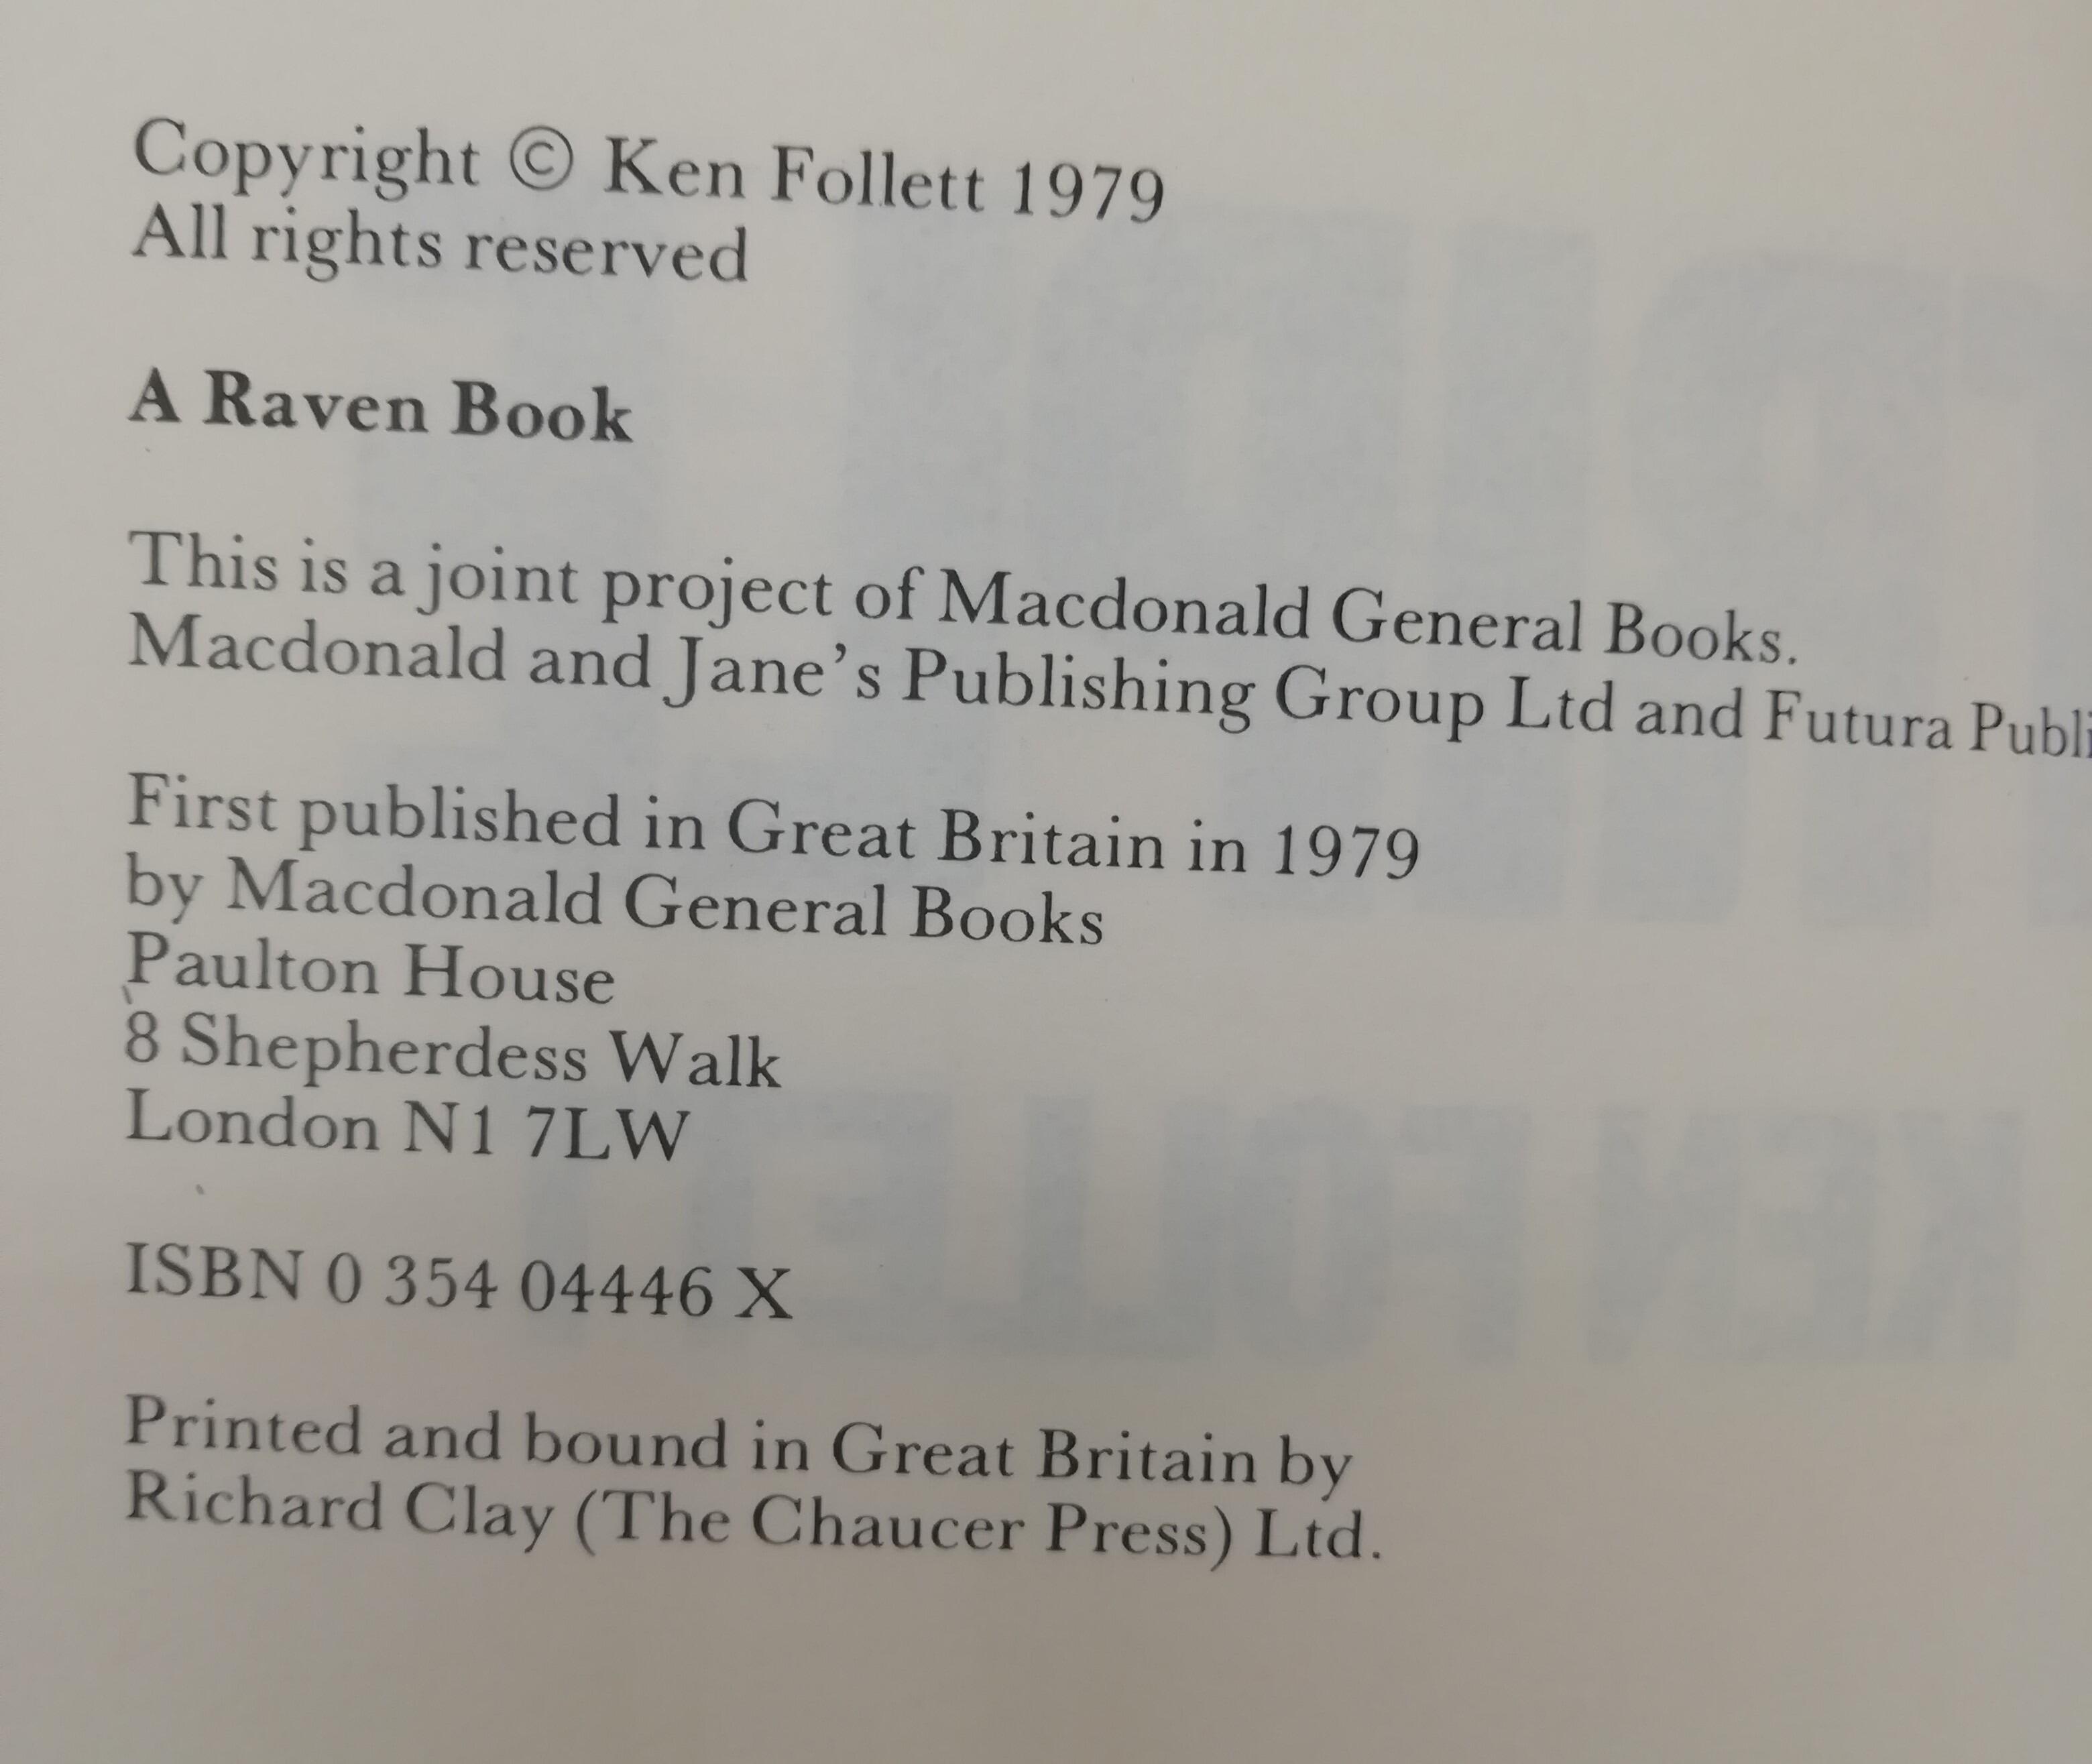 Copyright © Ken Follett 1979
All rights reserved
A Raven Book
This is a joint project of Macdonald General Books.
Macdonald and Jane's Publishing Group Ltd and Futura Publi
First published in Great Britain in 1979
by Macdonald General Books
Paulton House
8 Shepherdess Walk
London N1 7LW
ISBN 0 354 04446 X
Printed and bound in Great Britain by
Richard Clay (The Chaucer Press) Ltd.